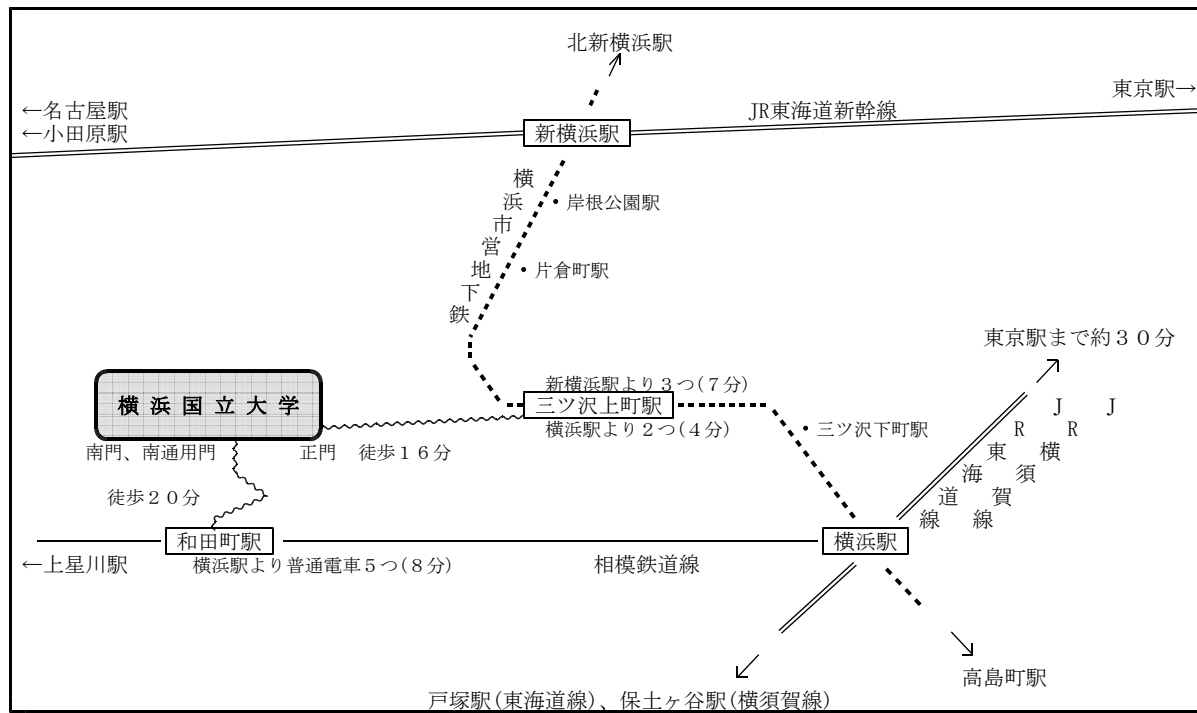 北新横浜駅
東京駅→
←名古屋駅
←小田原駅
JR東海道新幹線
新横浜駅
横浜市営地下鉄
岸根公園駅
片倉町駅
東京駅まで約３０分
新横浜駅より３つ(７分)
三ツ沢上町駅
横浜駅より２つ(４分)
三ツ沢下町駅
JR東海道線
JR横須賀線
横浜国立大学
南門、南通用門
正門　徒歩１６分
徒歩２０分
和田町駅
横浜駅
←上星川駅
横浜駅より普通電車５つ(８分)
相模鉄道線
高島町駅
戸塚駅(東海道線)、保土ヶ谷駅(横須賀線)